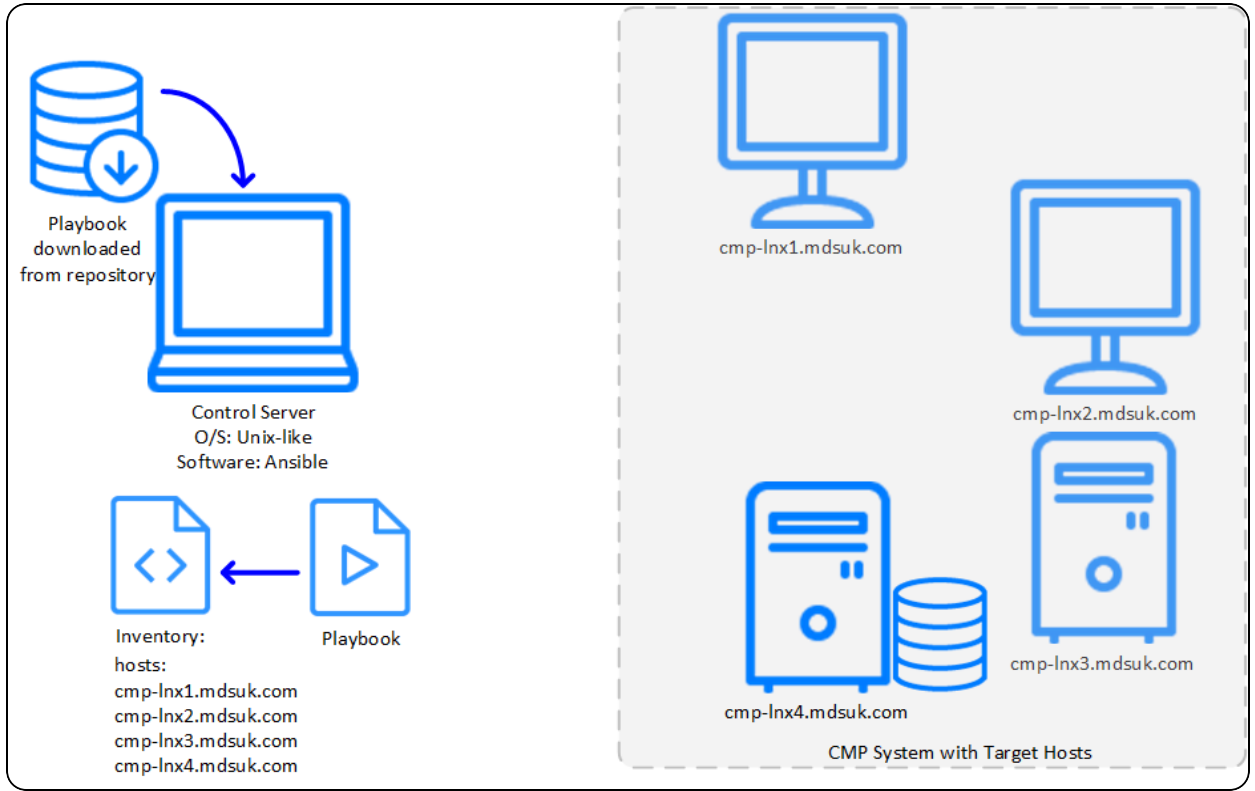 Playbook
downloaded
from repository
Control Server
O/S: Unix-like
Software: Ansible
Inventory:
hosts:
cmp-lnx1.mdsuk.com
cmp-lnx2.mdsuk.com
cmp-lnx3.mdsuk.com
cmp-lnx4.mdsuk.com
Playbook
cmp-lnx1.mdsuk.com
cmp-lnx2.mdsuk.com
cmp-lnx3.mdsuk.com
cmp-lnx4.mdsuk.com
CMP System with Target Hosts